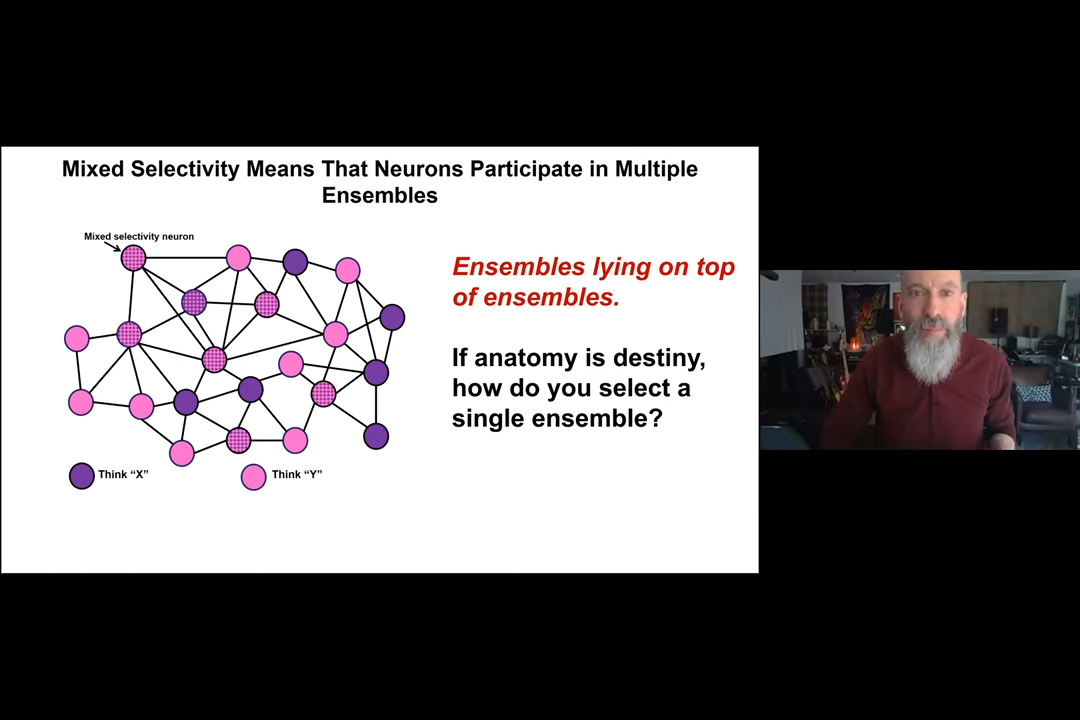 Mixed Selectivity Means That Neurons Participate in Multiple
Ensembles
Mixed selectivity neuron
Ensembles lying on top
of ensembles.
If anatomy is destiny,
how do you select a
single ensemble?
Think “X”
Think “Y”